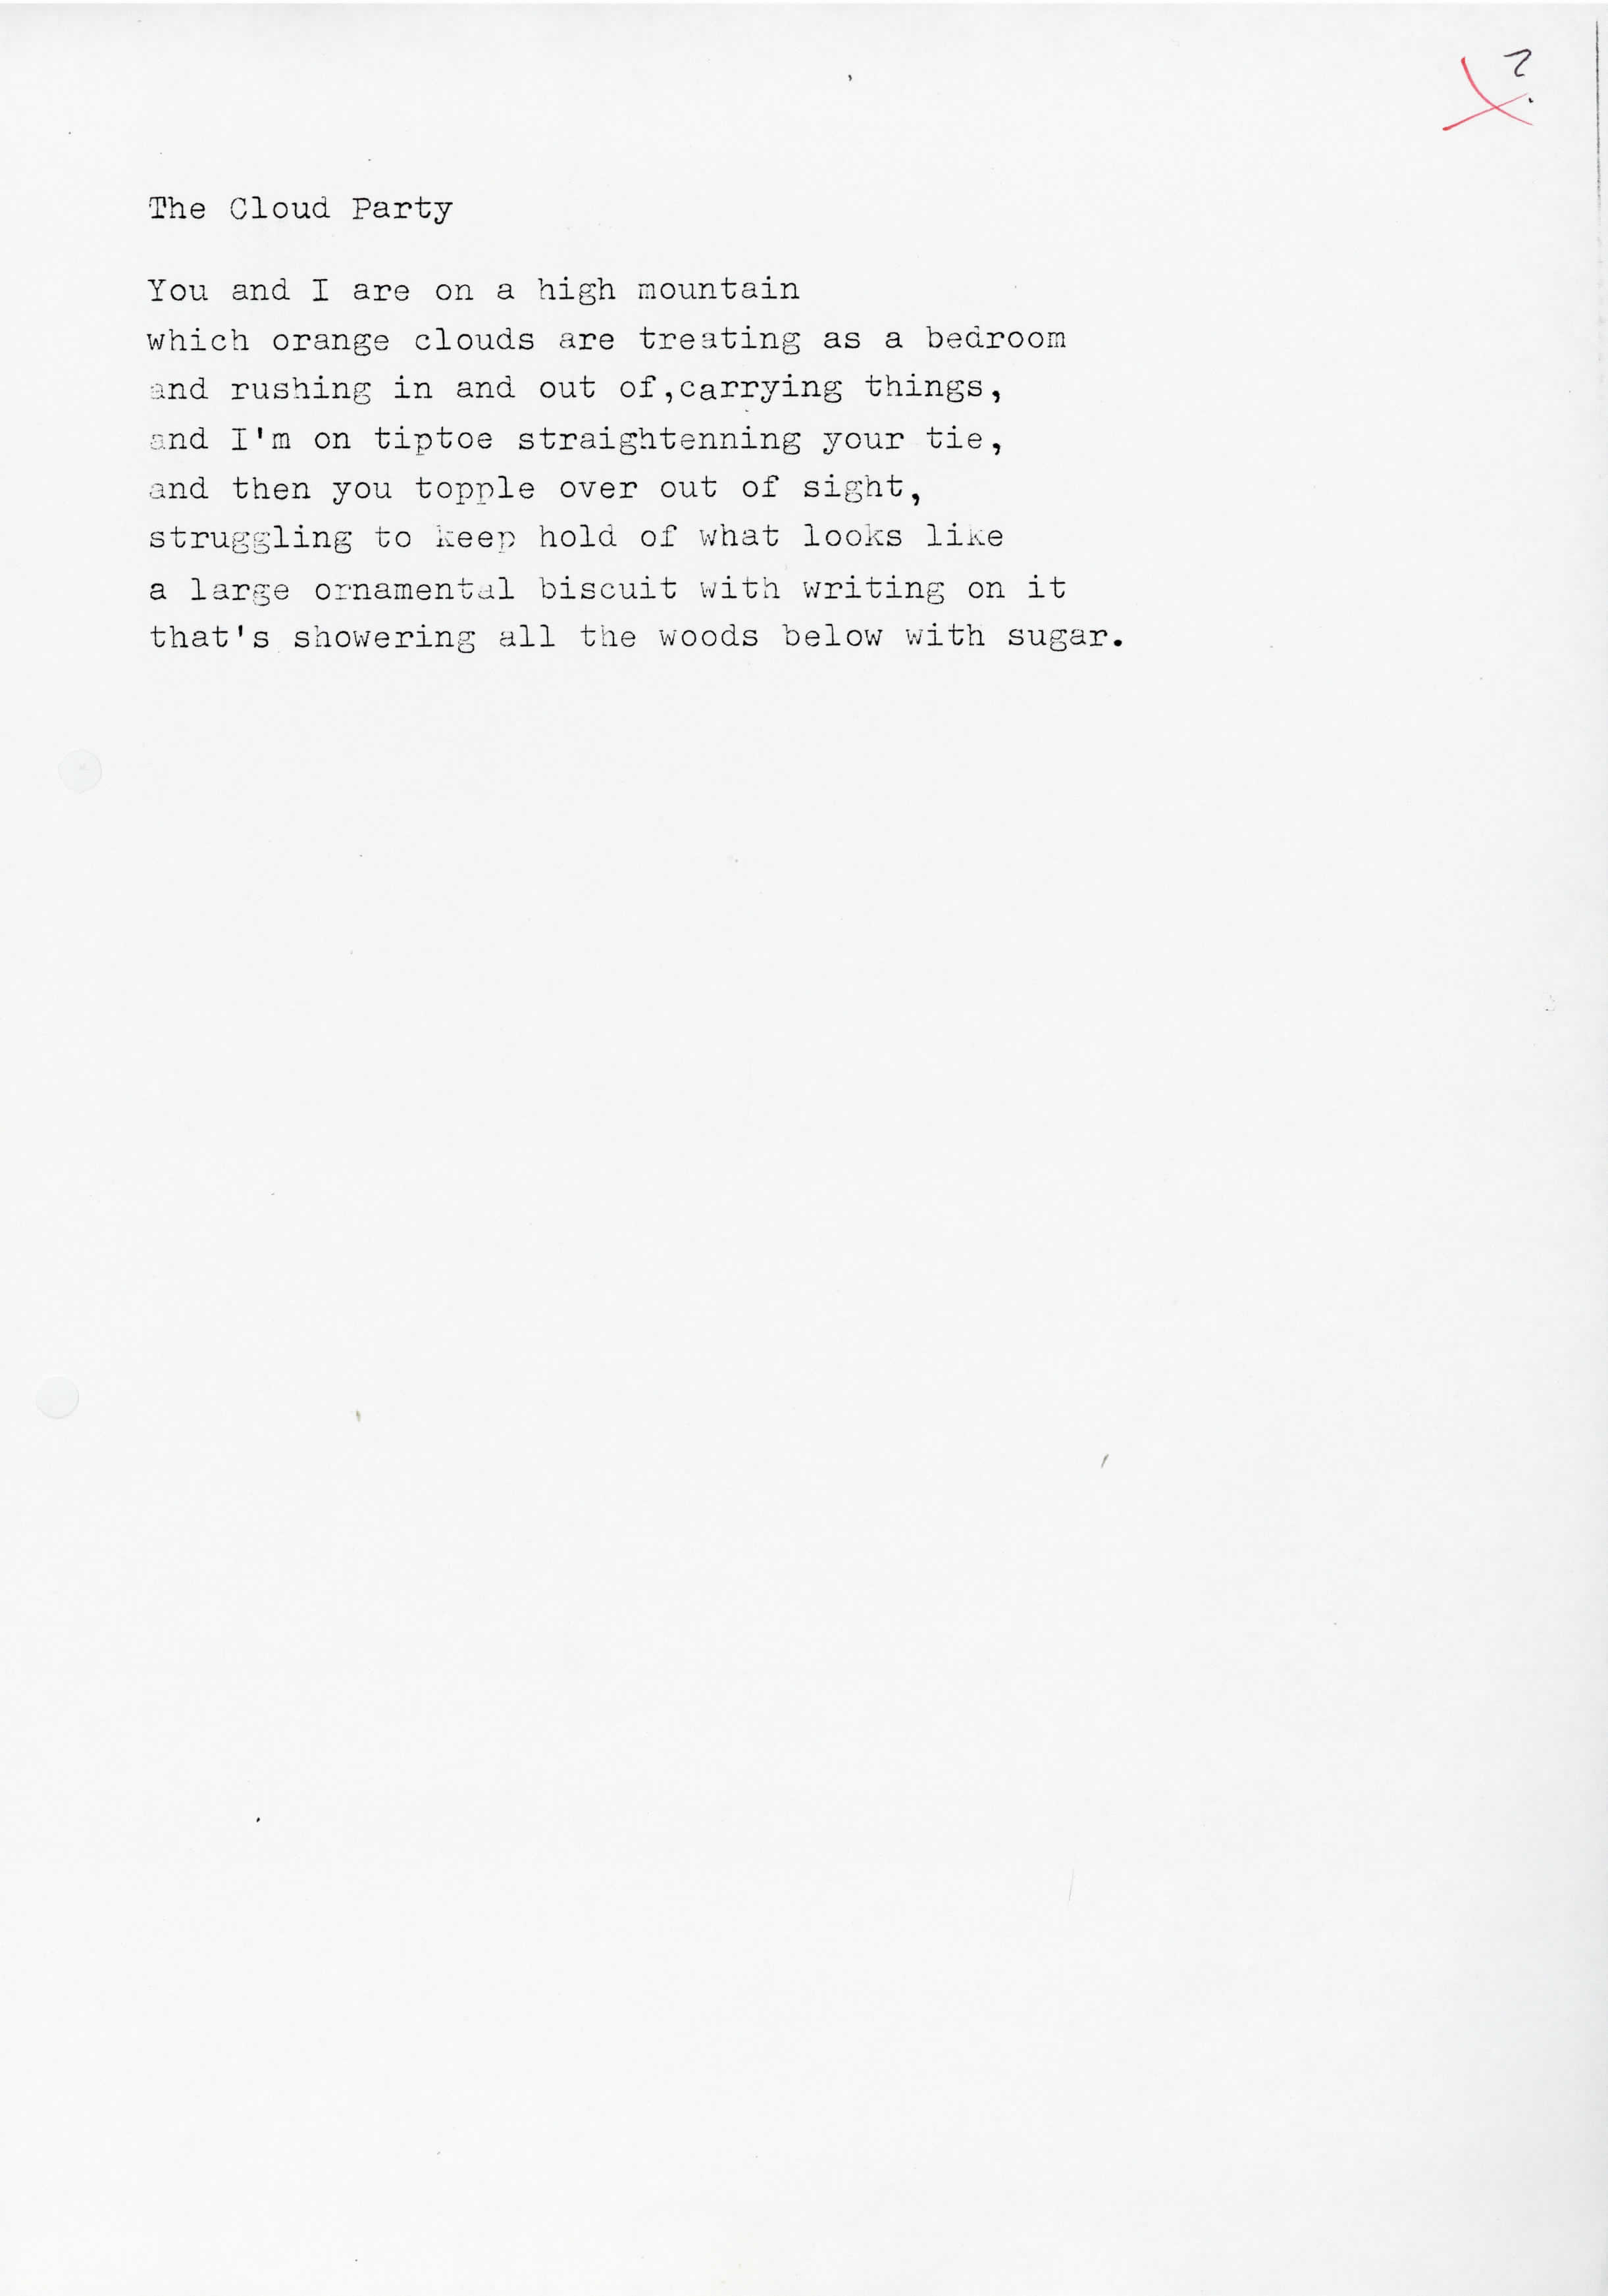 ?
The Cloud Party
You and I are on a high mountain
which orange clouds are treating as a bedroom
and rushing in and out of,carrying things,
and I'm on tiptoe straightenning your tie,
and then you topple over out of sight,
struggling to keep hold of what looks like
a large ornamental biscuit with writing on it
that's showering all the woods below with sugar.